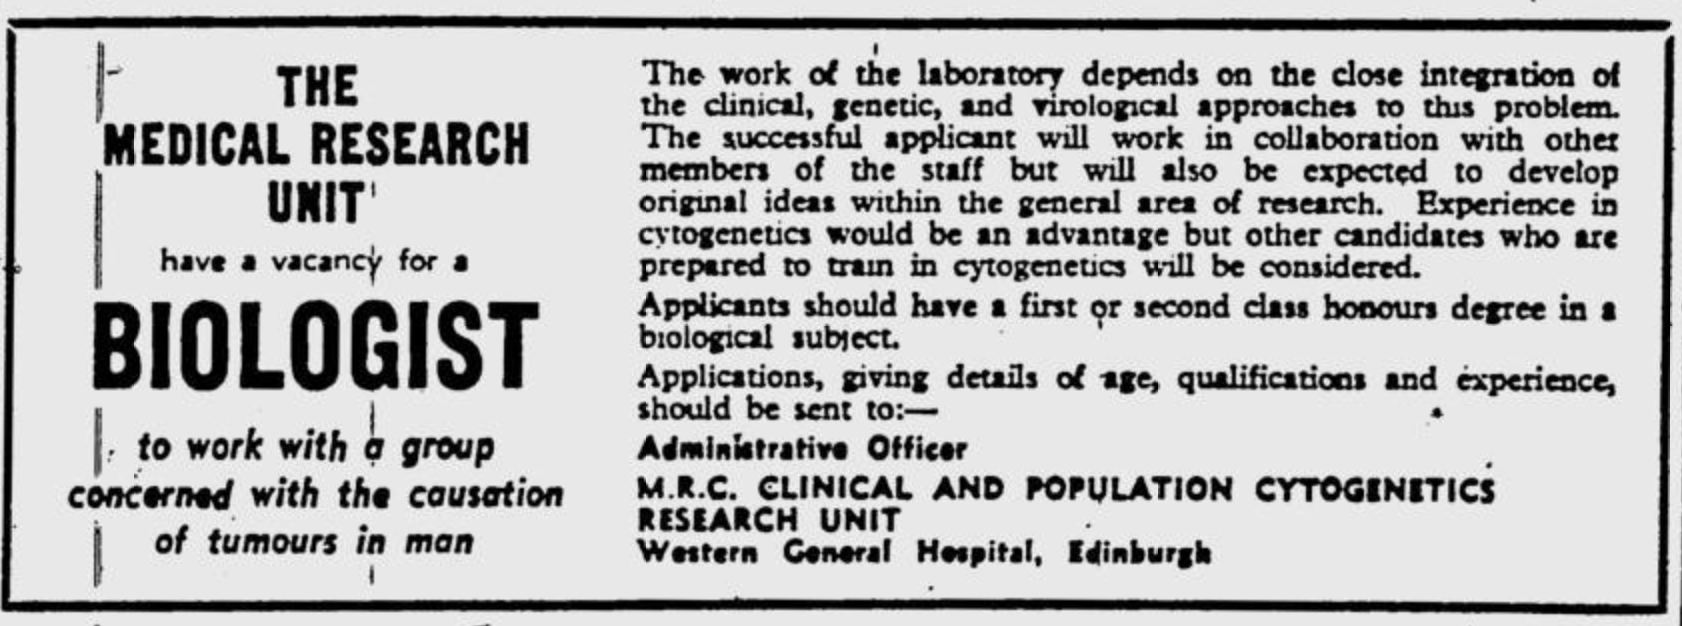 THE
MEDICAL RESEARCH
UNIT
have a vacancy for a
BIOLOGIST
to work with a group
concerned with the causation
of tumours in man
The work of the laboratory depends on the close integration of
the clinical, genetic, and virological approaches to this problem.
The successful applicant will work in collaboration with other
members of the staff but will also be expected to develop
original ideas within the general area of research. Experience in
cytogenetics would be an advantage but other candidates who are
prepared to train in cytogenetics will be considered.
Applicants should have a first or second class honours degree in a
biological subject.
Applications, giving details of age, qualifications and experience,
should be sent to:—
Administrative Officer
M.R.C. CLINICAL AND POPULATION CYTOGENETICS
RESEARCH UNIT
Western General Hospital, Edinburgh